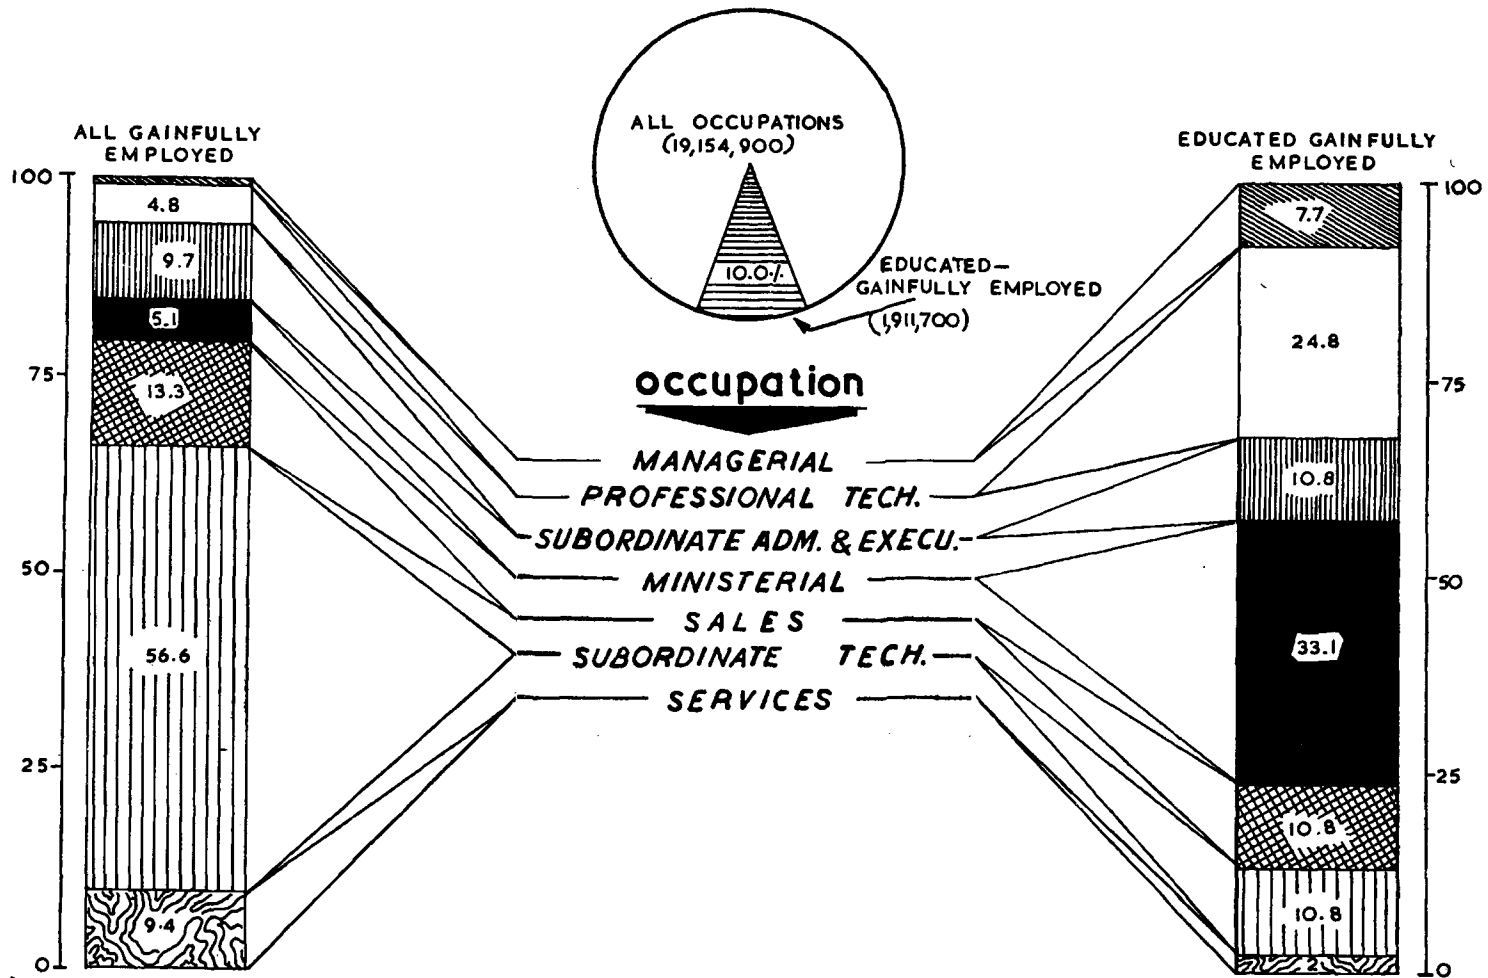 ALL OCCUPATIONS
(19,154,900)
10.0%
EDUCATED—
GAINFULLY EMPLOYED
(1,911,700)
ALL GAINFULLY
EMPLOYED
100
75
50
25
0
4.8
9.7
5.1
13.3
56.6
9.4
occupation
MANAGERIAL
PROFESSIONAL TECH.
SUBORDINATE ADM. & EXECU.
MINISTERIAL
SALES
SUBORDINATE TECH.
SERVICES
EDUCATED GAINFULLY
EMPLOYED
7.7
24.8
10.8
33.1
10.8
10.8
2
100
75
50
25
0